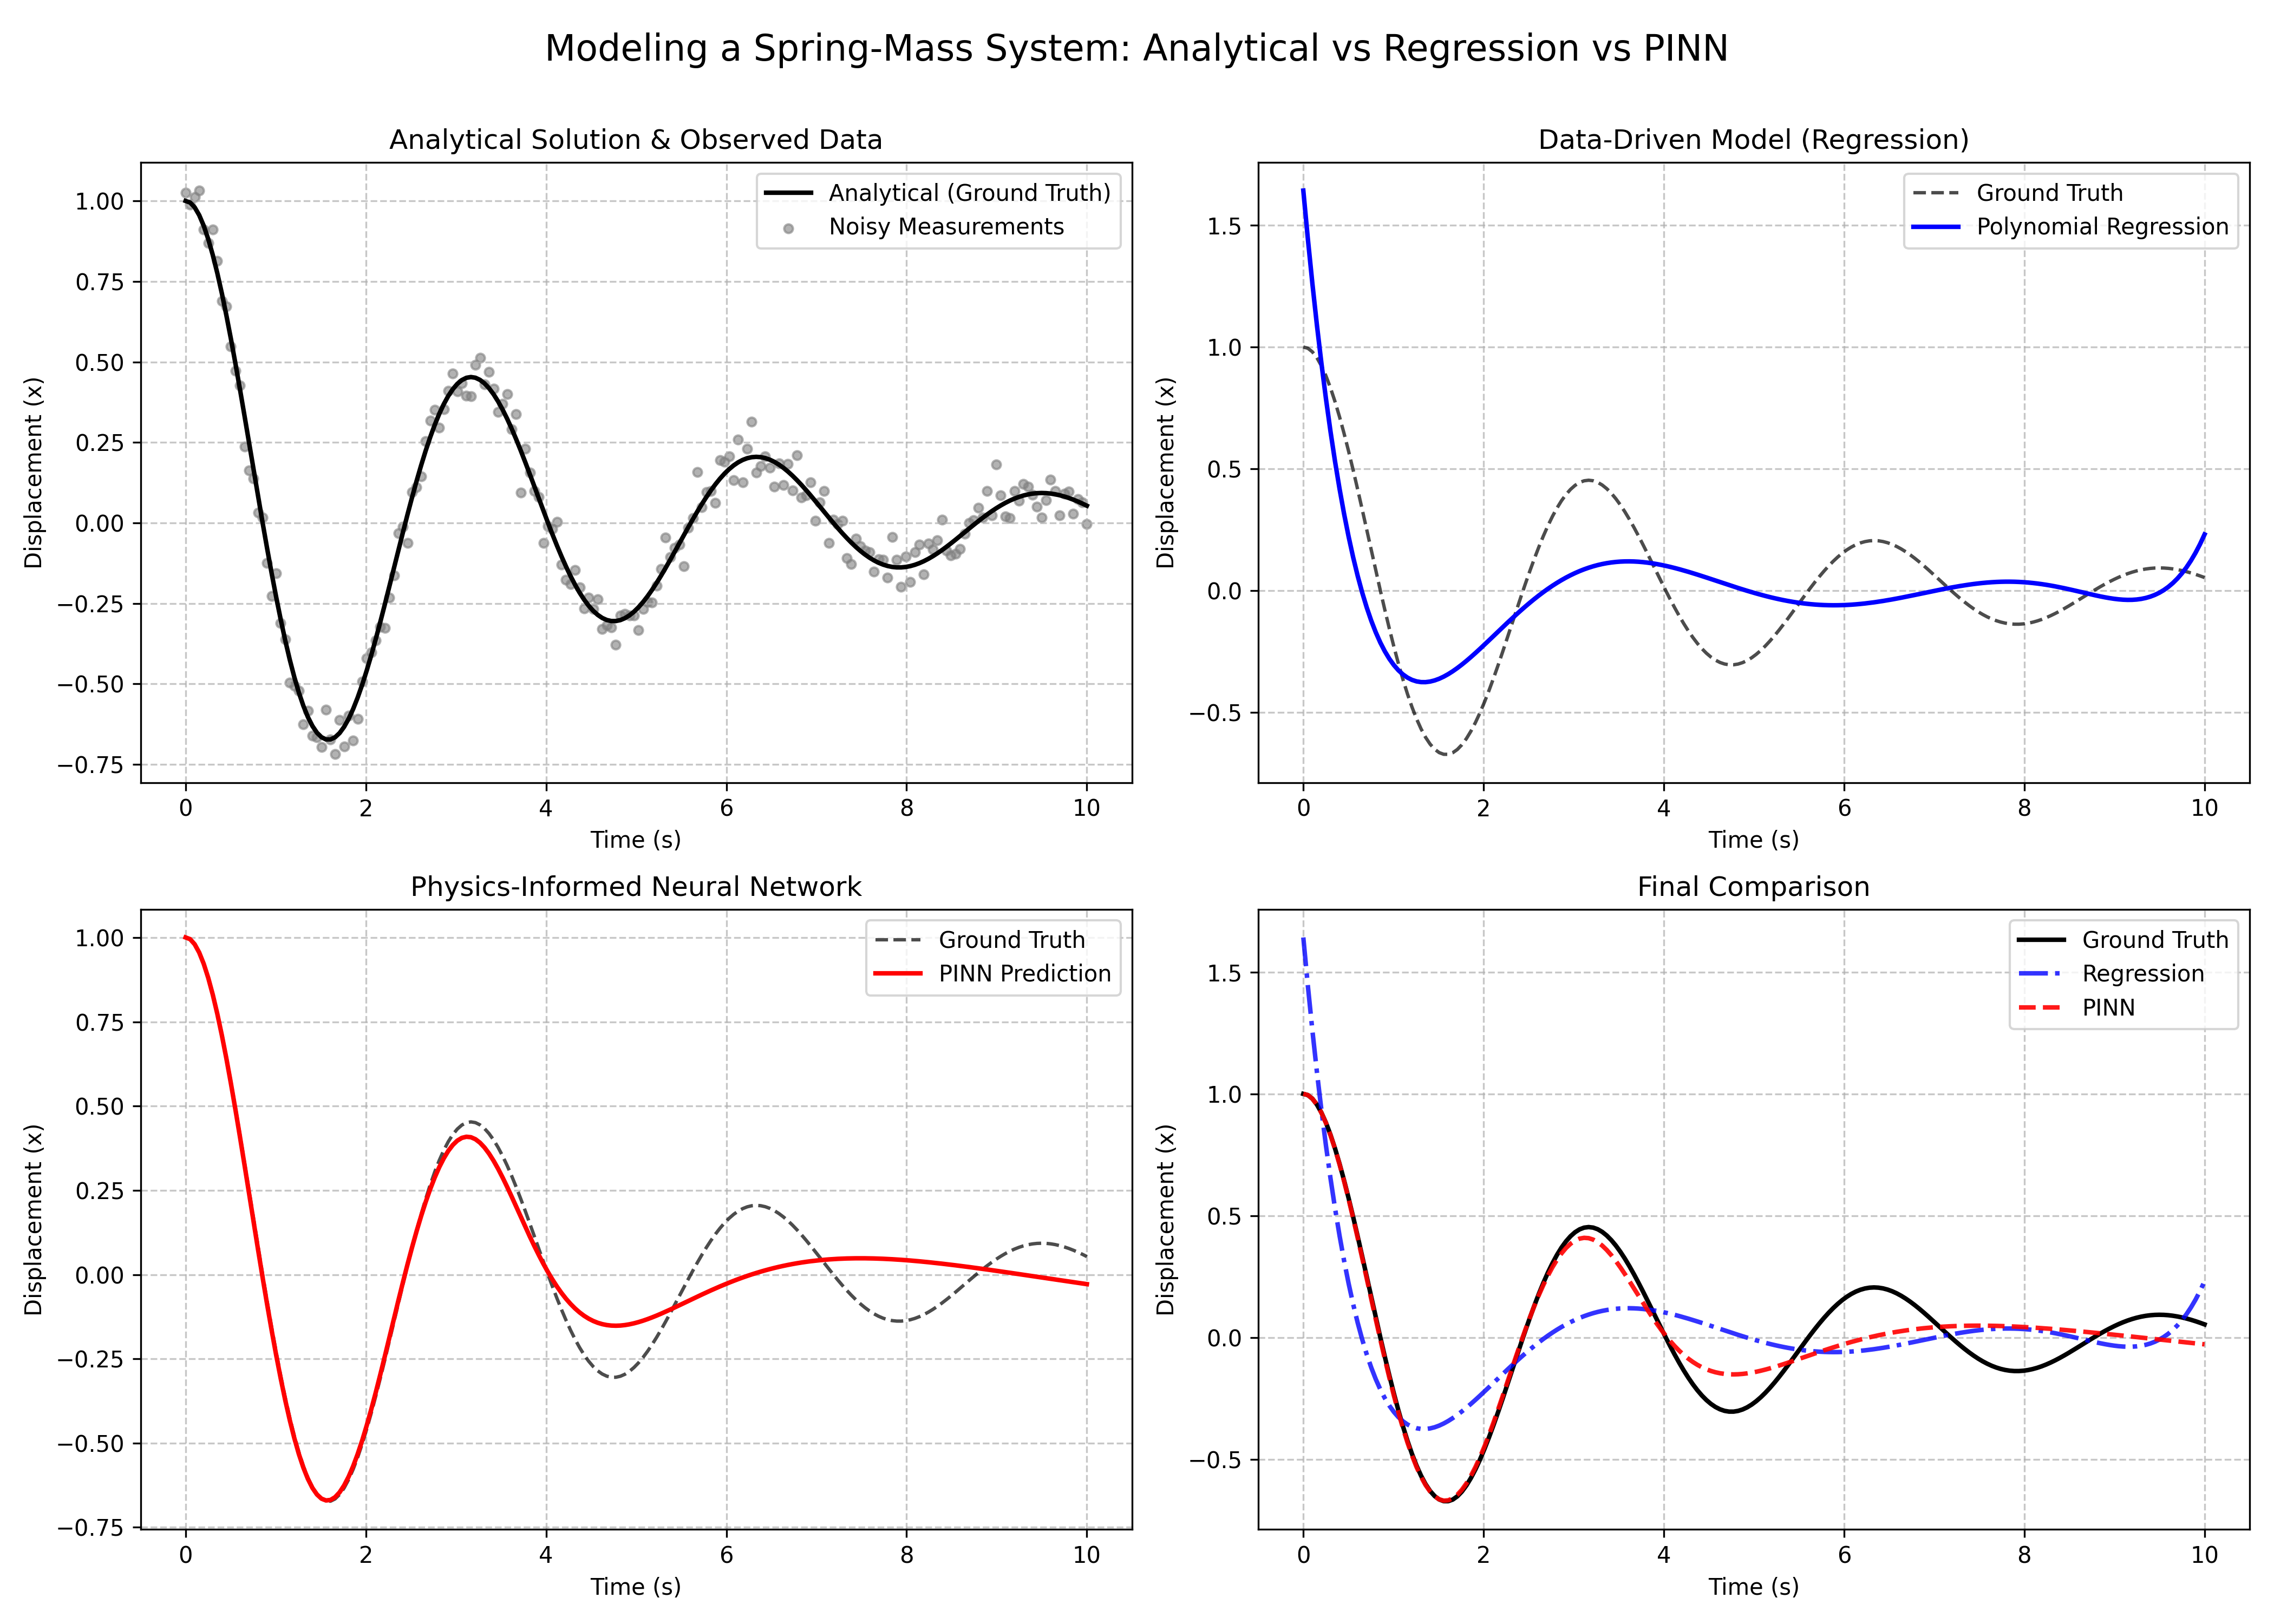 Modeling a Spring-Mass System: Analytical vs Regression vs PINN
Analytical Solution & Observed Data
Analytical (Ground Truth)
Noisy Measurements
1.00
0.75
0.50
0.25
0.00
−0.25
−0.50
−0.75
Displacement (x)
0 2 4 6 8 10
Time (s)
Data-Driven Model (Regression)
Ground Truth
Polynomial Regression
1.5
1.0
0.5
0.0
−0.5
Displacement (x)
0 2 4 6 8 10
Time (s)
Physics-Informed Neural Network
Ground Truth
PINN Prediction
1.00
0.75
0.50
0.25
0.00
−0.25
−0.50
−0.75
Displacement (x)
0 2 4 6 8 10
Time (s)
Final Comparison
Ground Truth
Regression
PINN
1.5
1.0
0.5
0.0
−0.5
Displacement (x)
0 2 4 6 8 10
Time (s)